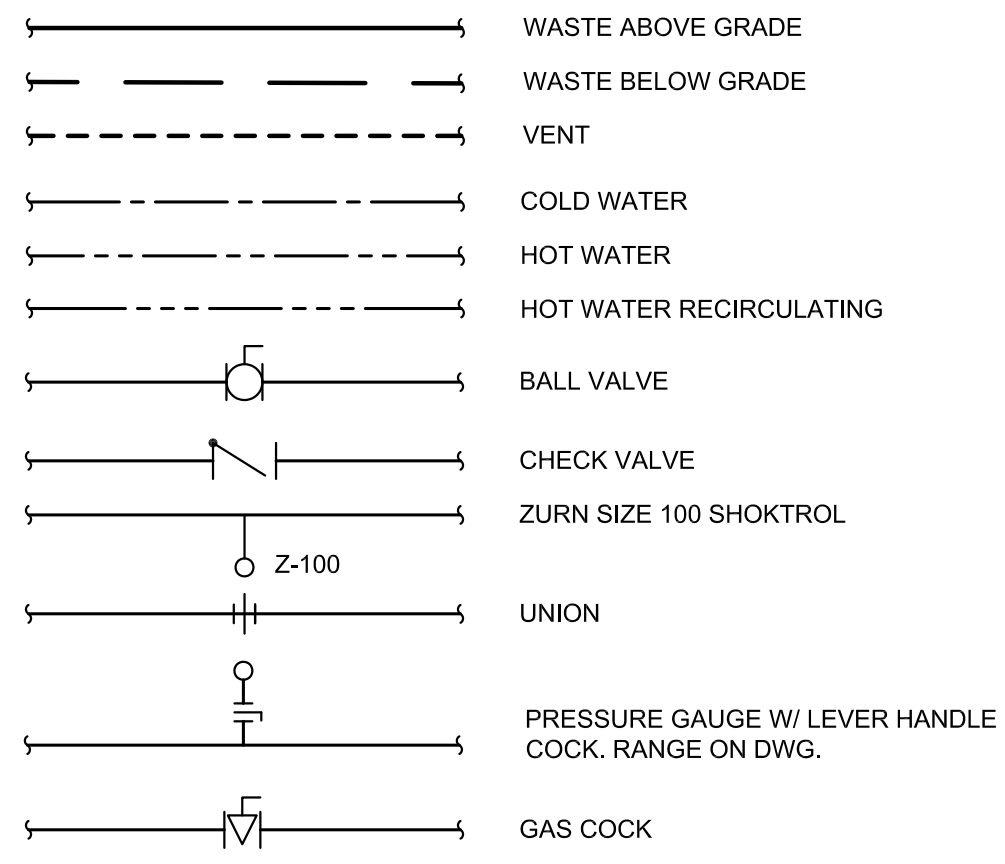 WASTE ABOVE GRADE
WASTE BELOW GRADE
VENT
COLD WATER
HOT WATER
HOT WATER RECIRCULATING
BALL VALVE
CHECK VALVE
ZURN SIZE 100 SHOKTROL
Z-100
UNION
PRESSURE GAUGE W/ LEVER HANDLE
COCK. RANGE ON DWG.
GAS COCK